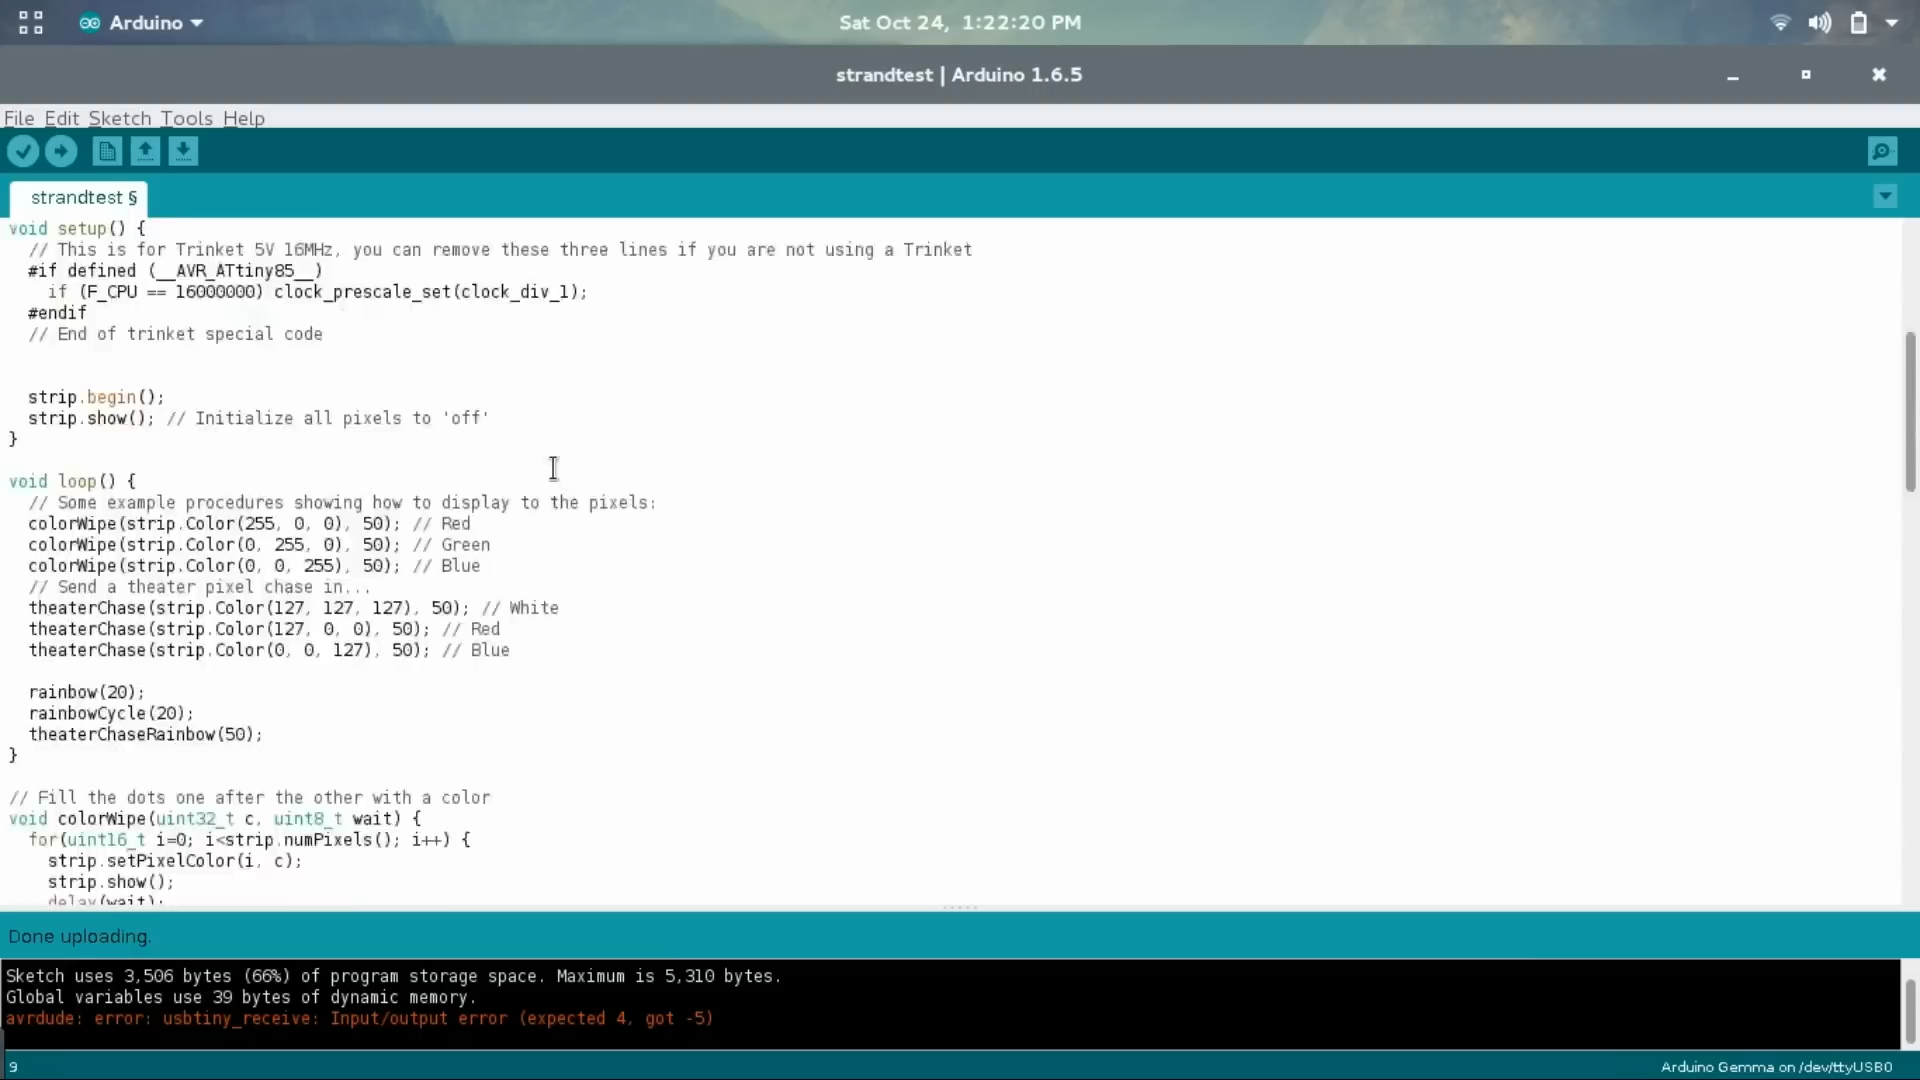 Arduino
Sat Oct 24, 1:22:20 PM
strandtest | Arduino 1.6.5
File Edit Sketch Tools Help
strandtest §
void setup() {
  // This is for Trinket 5V 16MHz, you can remove these three lines if you are not using a Trinket
  #if defined (__AVR_ATtiny85__)
    if (F_CPU == 16000000) clock_prescale_set(clock_div_1);
  #endif
  // End of trinket special code
  strip.begin();
  strip.show(); // Initialize all pixels to 'off'
}
void loop() {
  // Some example procedures showing how to display to the pixels:
  colorWipe(strip.Color(255, 0, 0), 50); // Red
  colorWipe(strip.Color(0, 255, 0), 50); // Green
  colorWipe(strip.Color(0, 0, 255), 50); // Blue
  // Send a theater pixel chase in...
  theaterChase(strip.Color(127, 127, 127), 50); // White
  theaterChase(strip.Color(127, 0, 0), 50); // Red
  theaterChase(strip.Color(0, 0, 127), 50); // Blue
  rainbow(20);
  rainbowCycle(20);
  theaterChaseRainbow(50);
}
// Fill the dots one after the other with a color
void colorWipe(uint32_t c, uint8_t wait) {
  for(uint16_t i=0; i<strip.numPixels(); i++) {
    strip.setPixelColor(i, c);
    strip.show();
    delay(wait);
Done uploading.
Sketch uses 3,506 bytes (66%) of program storage space. Maximum is 5,310 bytes.
Global variables use 39 bytes of dynamic memory.
avrdude: error: usbtiny_receive: Input/output error (expected 4, got -5)
9
Arduino Gemma on /dev/ttyUSB0